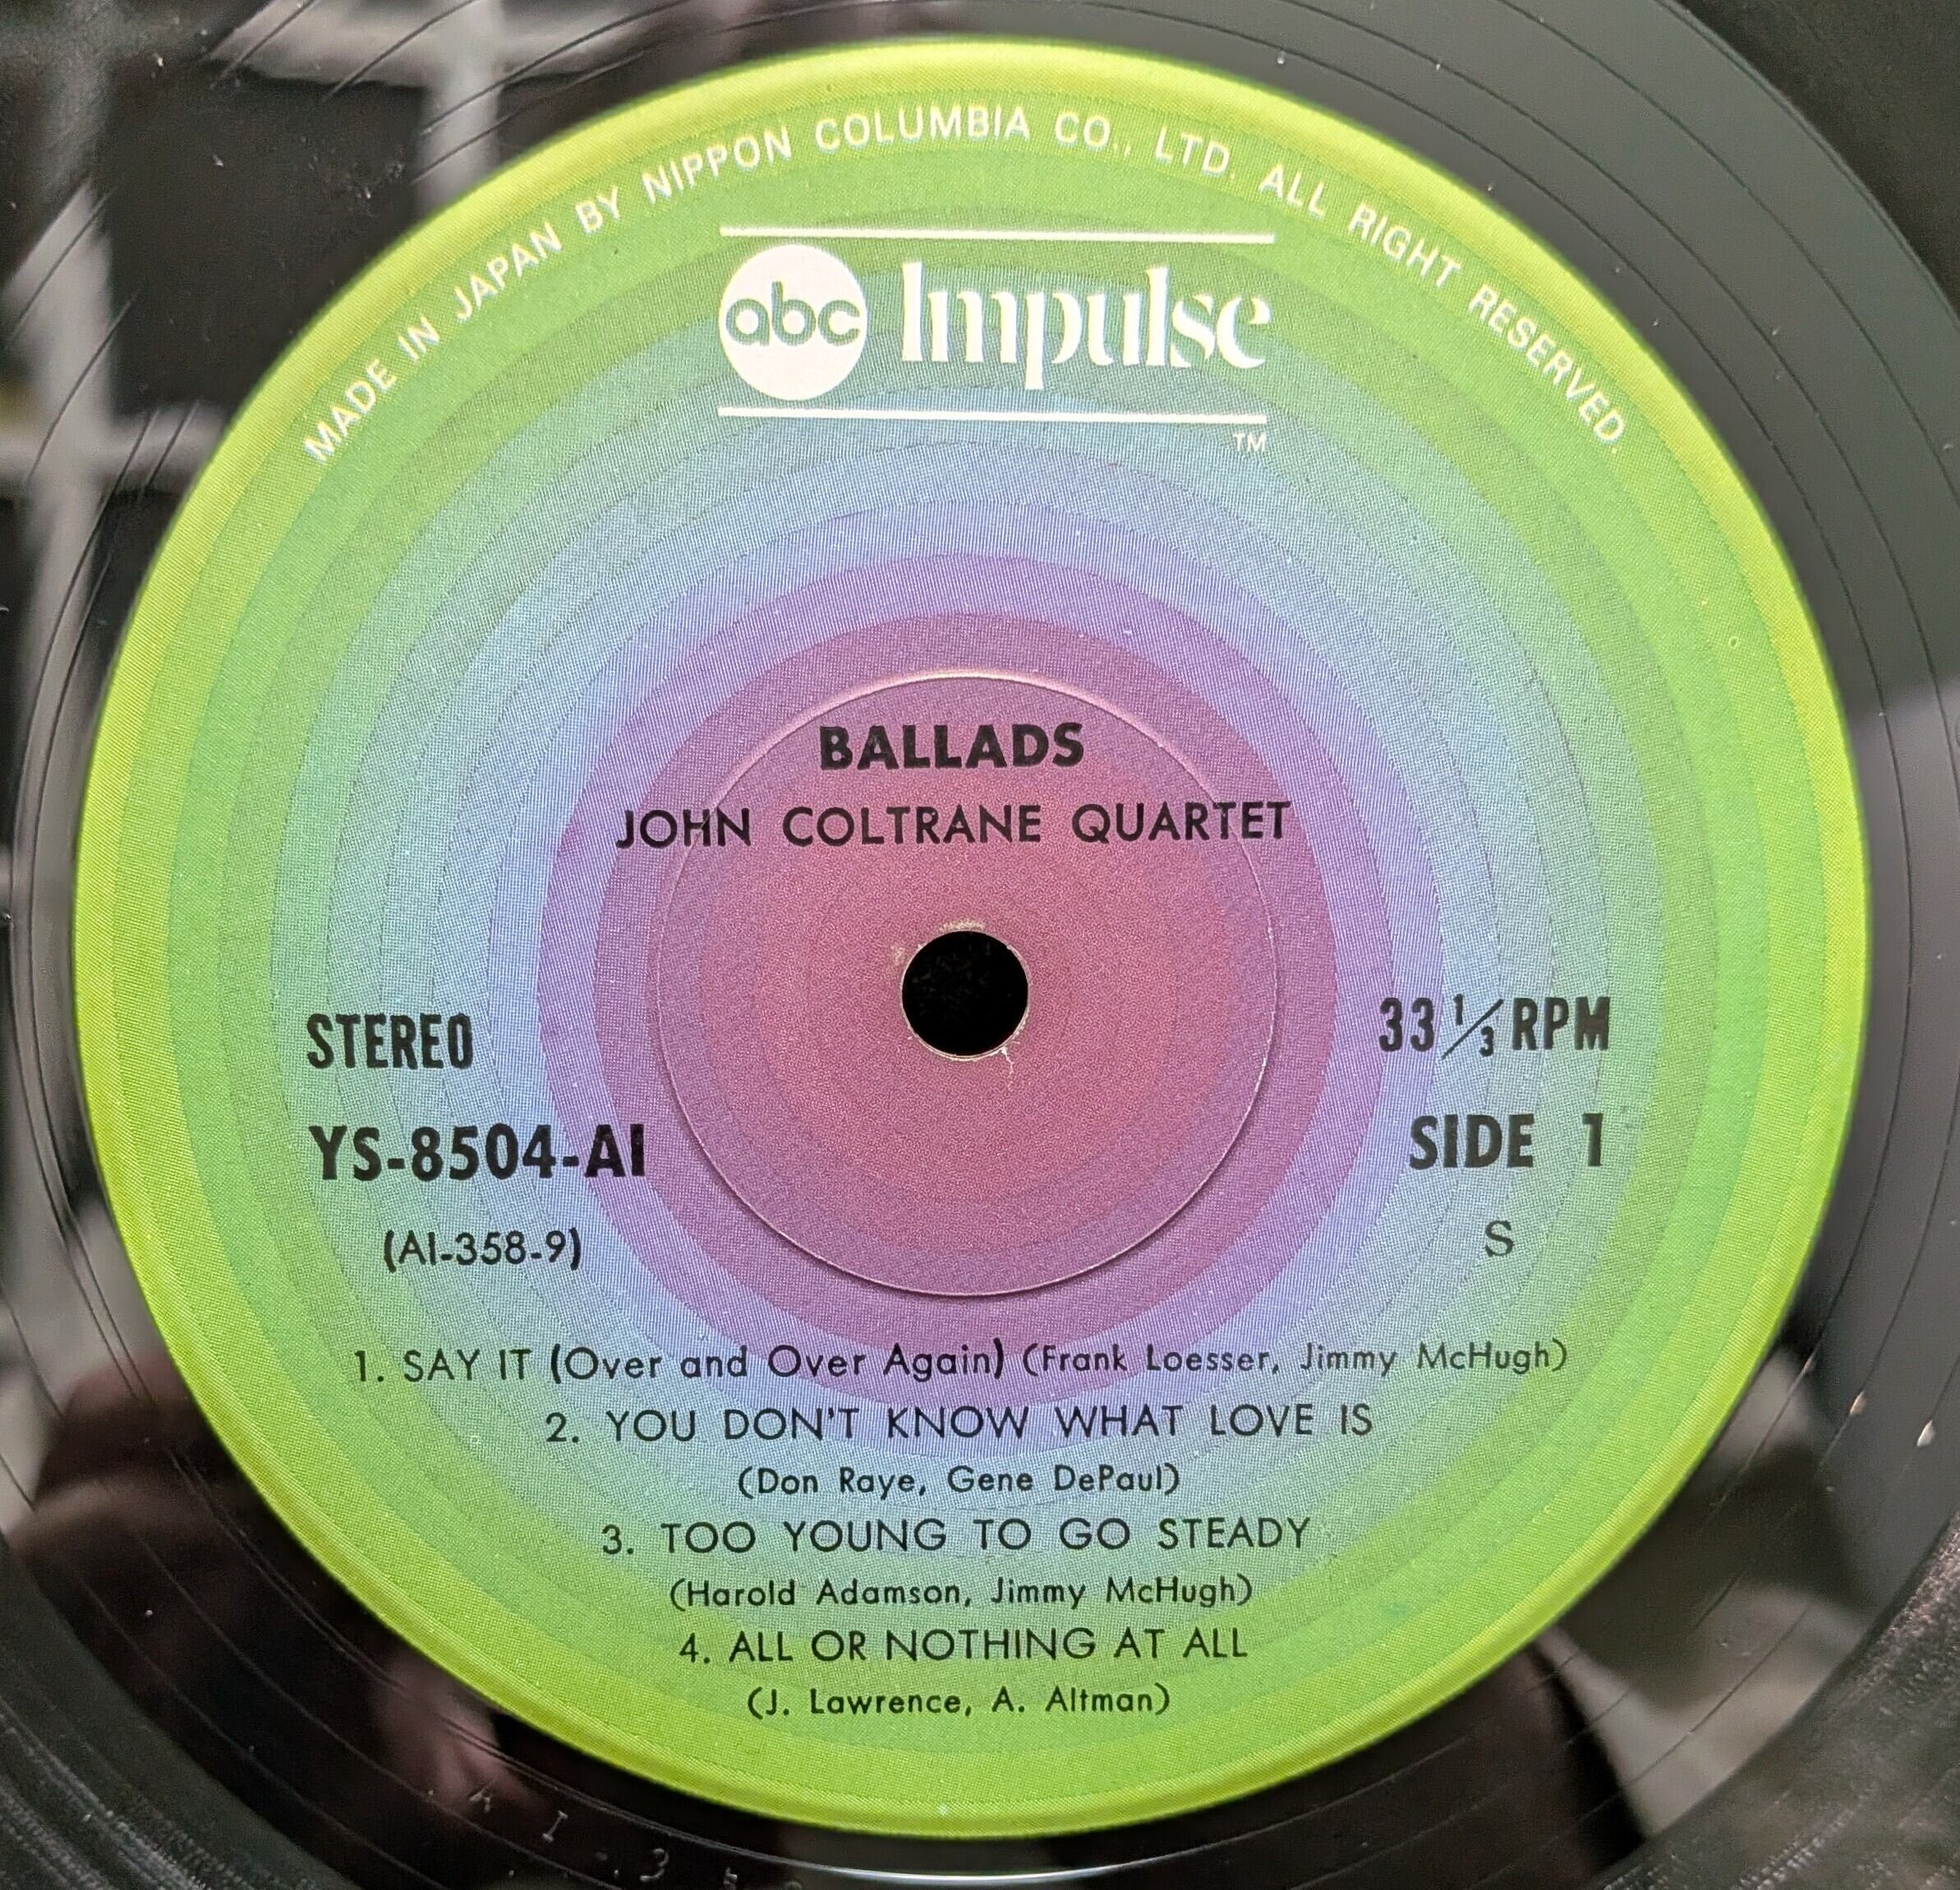 MADE IN JAPAN BY NIPPON COLUMBIA CO., LTD. ALL RIGHT RESERVED.
abc Impulse
TM
BALLADS
JOHN COLTRANE QUARTET
STEREO
33 1/3 RPM
YS-8504-AI
SIDE 1
(AI-358-9)
S
1. SAY IT (Over and Over Again) (Frank Loesser, Jimmy McHugh)
2. YOU DON'T KNOW WHAT LOVE IS
(Don Raye, Gene DePaul)
3. TOO YOUNG TO GO STEADY
(Harold Adamson, Jimmy McHugh)
4. ALL OR NOTHING AT ALL
(J. Lawrence, A. Altman)